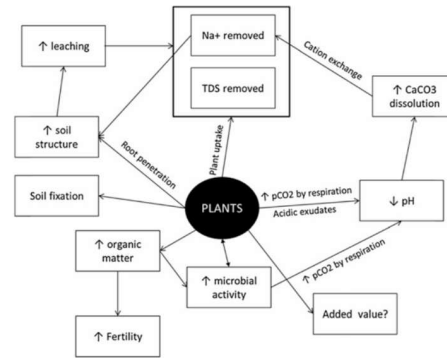 ↑ leaching
Na+ removed
TDS removed
Cation exchange
↑ CaCO3
dissolution
↑ soil
structure
Root penetration
Plant uptake
Soil fixation
PLANTS
↑ pCO2 by respiration
Acidic exudates
↓ pH
↑ organic
matter
↑ microbial
activity
↑ pCO2 by respiration
↑ Fertility
Added value?